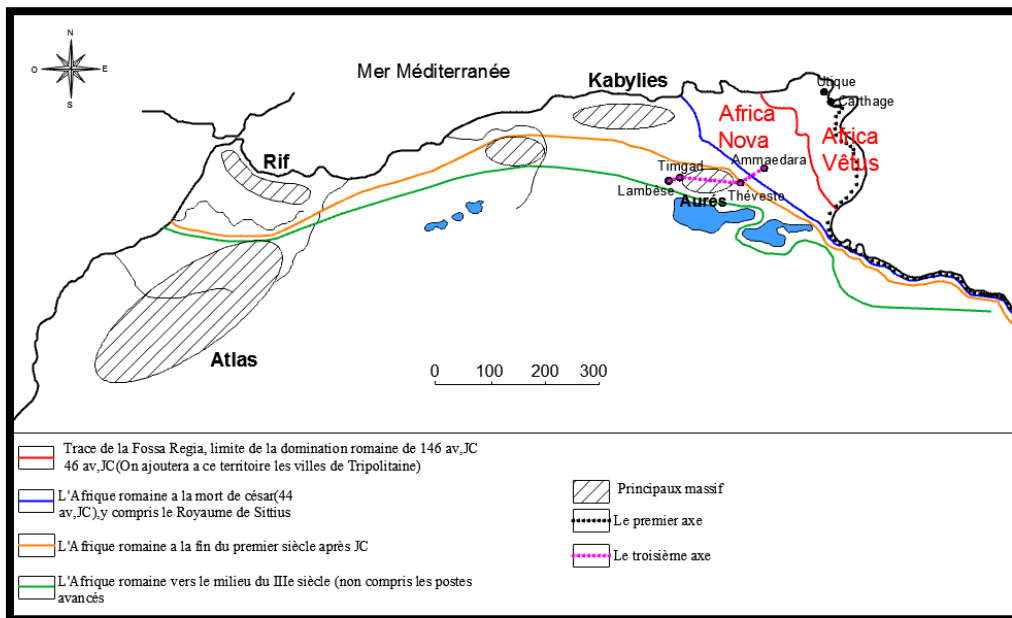 N
O
E
S
Mer Méditerranée
Kabylies
Utique
Carthage
Africa
Nova
Africa
Vêtus
Rif
Timgad
Ammaedara
Lambèse
Théveste
Aurés
Atlas
0 100 200 300
Trace de la Fossa Regia, limite de la domination romaine de 146 av,JC
46 av,JC(On ajoutera a ce territoire les villes de Tripolitaine)
L'Afrique romaine a la mort de césar(44
av,JC),y compris le Royaume de Sittius
L'Afrique romaine a la fin du premier siècle après JC
L'Afrique romaine vers le milieu du IIIe siècle (non compris les postes
avancés
Principaux massif
Le premier axe
Le troisième axe